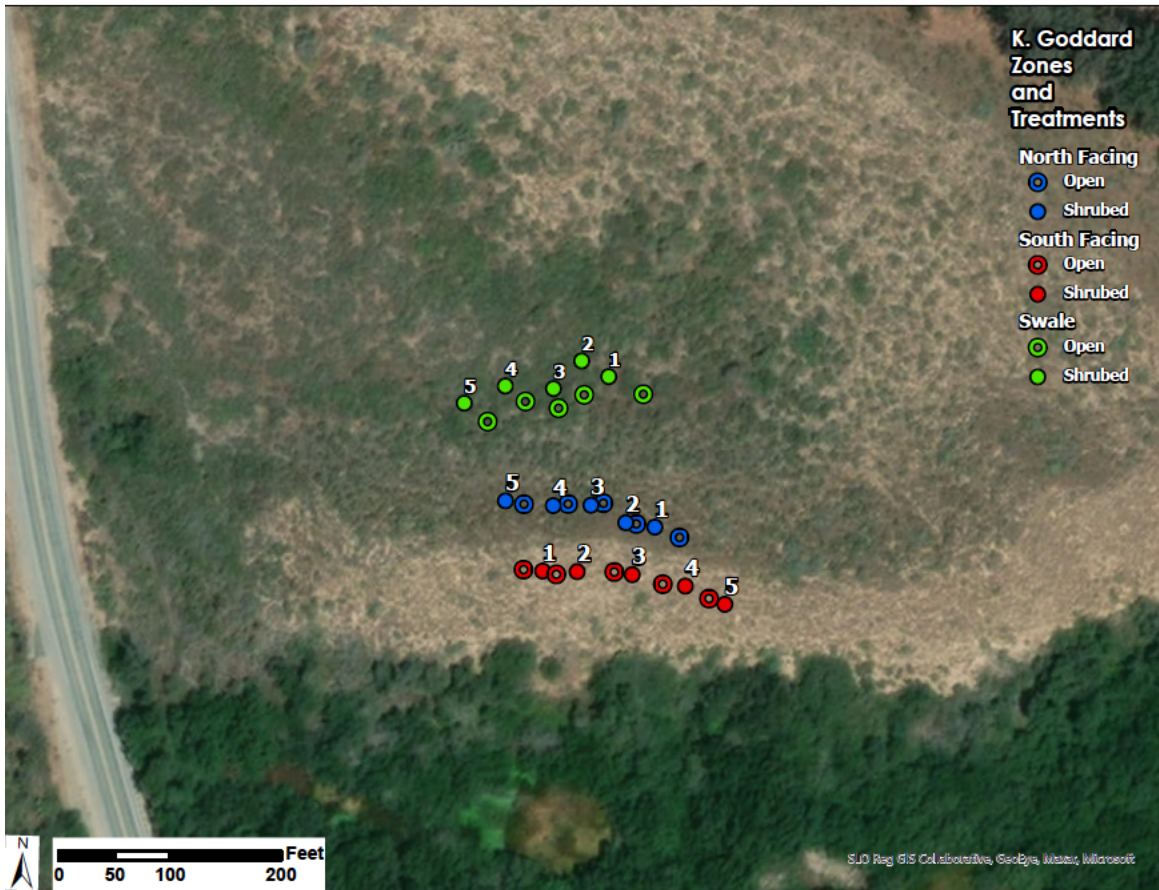 K. Goddard
Zones
and
Treatments
North Facing
Open
Shrubed
South Facing
Open
Shrubed
Swale
Open
Shrubed
2
1
4
3
5
5
4
3
2
1
1
2
3
4
5
N
Feet
0 50 100 200
SLO Reg GIS Collaborative, GeoEye, Maxar, Microsoft